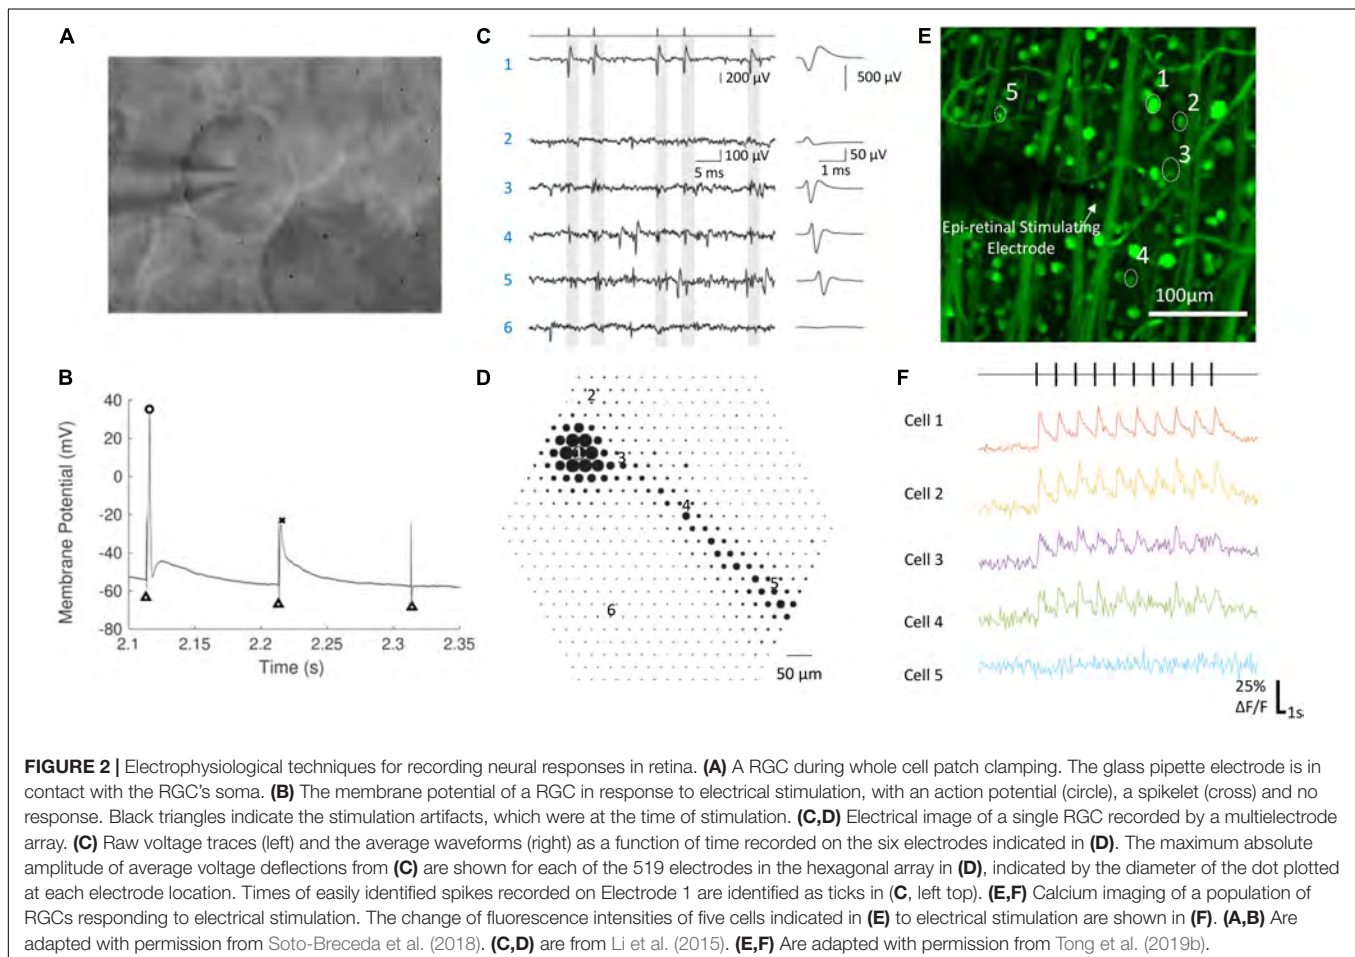 A
C
1
200 µV
500 µV
2
100 µV
5 ms
50 µV
1 ms
3
4
5
6
E
1
2
3
4
5
Epi-retinal Stimulating
Electrode
100µm
B
Membrane Potential (mV)
40
20
0
-20
-40
-60
-80
2.1
2.15
2.2
2.25
2.3
2.35
Time (s)
D
2
1
3
4
5
6
50 µm
F
Cell 1
Cell 2
Cell 3
Cell 4
Cell 5
25%
ΔF/F
1s
FIGURE 2 | Electrophysiological techniques for recording neural responses in retina. (A) A RGC during whole cell patch clamping. The glass pipette electrode is in
contact with the RGC's soma. (B) The membrane potential of a RGC in response to electrical stimulation, with an action potential (circle), a spikelet (cross) and no
response. Black triangles indicate the stimulation artifacts, which were at the time of stimulation. (C,D) Electrical image of a single RGC recorded by a multielectrode
array. (C) Raw voltage traces (left) and the average waveforms (right) as a function of time recorded on the six electrodes indicated in (D). The maximum absolute
amplitude of average voltage deflections from (C) are shown for each of the 519 electrodes in the hexagonal array in (D), indicated by the diameter of the dot plotted
at each electrode location. Times of easily identified spikes recorded on Electrode 1 are identified as ticks in (C, left top). (E,F) Calcium imaging of a population of
RGCs responding to electrical stimulation. The change of fluorescence intensities of five cells indicated in (E) to electrical stimulation are shown in (F). (A,B) Are
adapted with permission from Soto-Breceda et al. (2018). (C,D) are from Li et al. (2015). (E,F) Are adapted with permission from Tong et al. (2019b).